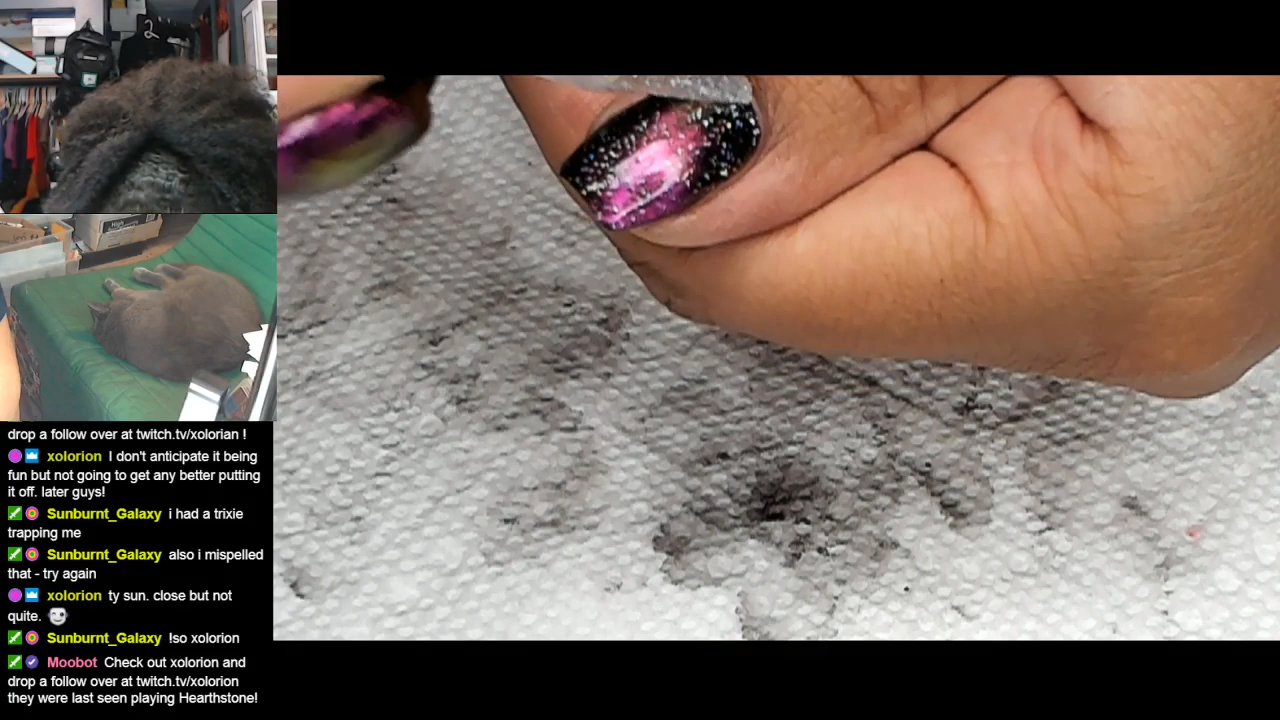 2
High
drop a follow over at twitch.tv/xolorian !
xolorion I don't anticipate it being
fun but not going to get any better putting
it off. later guys!
Sunburnt_Galaxy i had a trixie
trapping me
Sunburnt_Galaxy also i mispelled
that - try again
xolorion ty sun. close but not
quite.
Sunburnt_Galaxy !so xolorion
Moobot Check out xolorion and
drop a follow over at twitch.tv/xolorion
they were last seen playing Hearthstone!